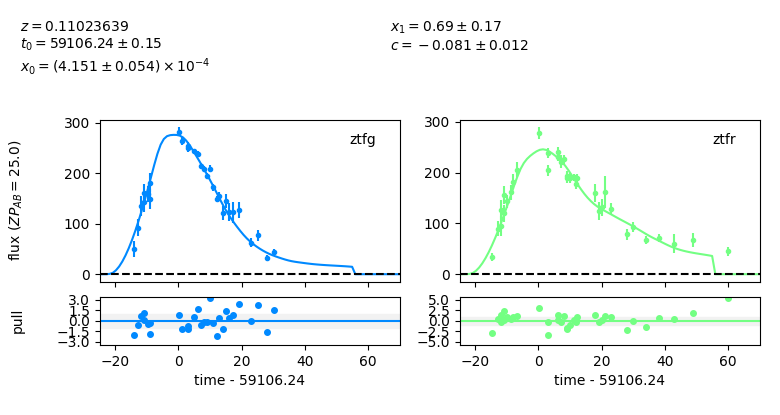 z = 0.11023639
t₀ = 59106.24 ± 0.15
x₀ = (4.151 ± 0.054) × 10⁻⁴
x₁ = 0.69 ± 0.17
c = −0.081 ± 0.012
flux (ZP_AB = 25.0)
300
200
100
0
ztfg
300
200
100
0
ztfr
pull
3.0
1.5
0.0
−1.5
−3.0
5.0
2.5
0.0
−2.5
−5.0
−20 0 20 40 60
−20 0 20 40 60
time - 59106.24
time - 59106.24